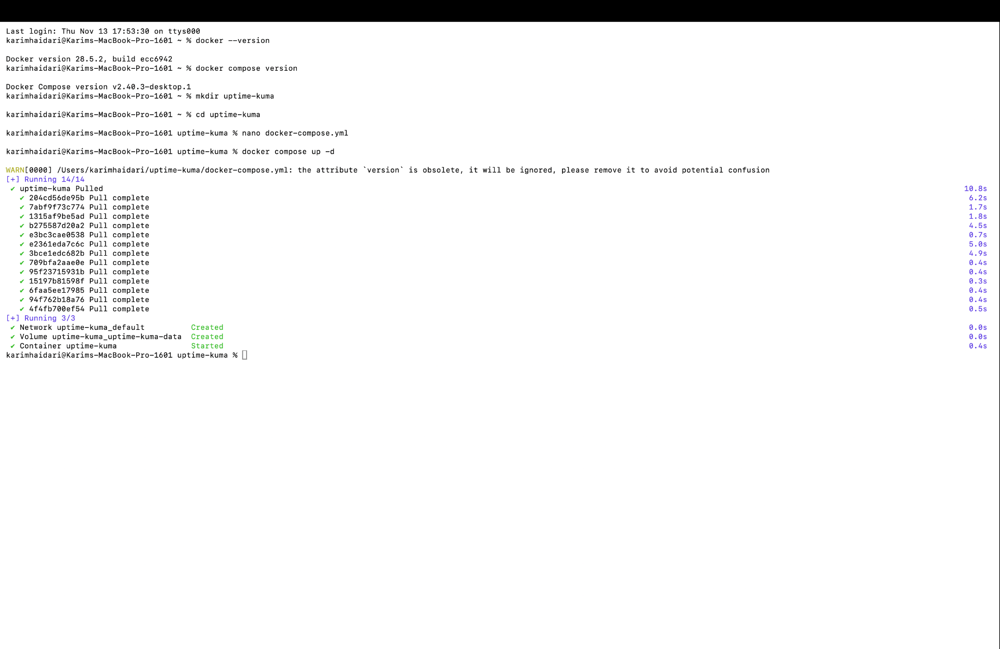 Last login: Thu Nov 13 17:53:30 on ttys000
karimhaidari@Karims-MacBook-Pro-1601 ~ % docker --version
Docker version 28.5.2, build ecc6942
karimhaidari@Karims-MacBook-Pro-1601 ~ % docker compose version
Docker Compose version v2.40.3-desktop.1
karimhaidari@Karims-MacBook-Pro-1601 ~ % mkdir uptime-kuma
karimhaidari@Karims-MacBook-Pro-1601 ~ % cd uptime-kuma
karimhaidari@Karims-MacBook-Pro-1601 uptime-kuma % nano docker-compose.yml
karimhaidari@Karims-MacBook-Pro-1601 uptime-kuma % docker compose up -d
WARN[0000] /Users/karimhaidari/uptime-kuma/docker-compose.yml: the attribute `version` is obsolete, it will be ignored, please remove it to avoid potential confusion
[+] Running 14/14
✔ uptime-kuma Pulled 10.8s
✔ 204cd56de95b Pull complete 6.2s
✔ 7abf9f73c774 Pull complete 1.7s
✔ 1315af9be5ad Pull complete 1.8s
✔ b275587d20a2 Pull complete 4.5s
✔ e3bc3cae0538 Pull complete 0.7s
✔ e2361eda7c6c Pull complete 5.0s
✔ 3bce1edc682b Pull complete 4.9s
✔ 709bfa2aae0e Pull complete 0.4s
✔ 95f23715931b Pull complete 0.4s
✔ 15197b81598f Pull complete 0.3s
✔ 6faa5ee17985 Pull complete 0.4s
✔ 94f762b18a76 Pull complete 0.4s
✔ 4f4fb700ef54 Pull complete 0.5s
[+] Running 3/3
✔ Network uptime-kuma_default Created 0.0s
✔ Volume uptime-kuma_uptime-kuma-data Created 0.0s
✔ Container uptime-kuma Started 0.4s
karimhaidari@Karims-MacBook-Pro-1601 uptime-kuma %